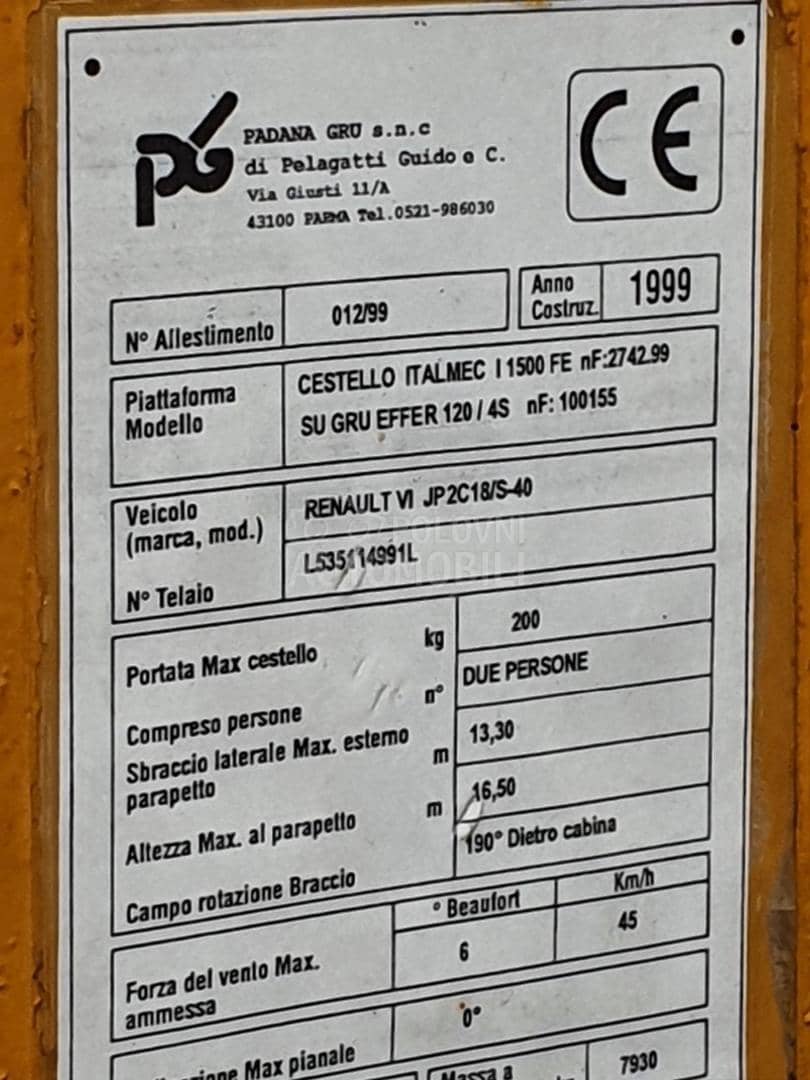 PADANA GRU s.n.c
di Pelagatti Guido e C.
Via Giusti 11/A
43100 PARMA Tel.0521-986030
CE
N° Allestimento 012/99
Anno Costruz. 1999
Piattaforma Modello
CESTELLO ITALMEC I 1500 FE nF:2742.99
SU GRU EFFER 120 / 4S nF: 100155
Veicolo
(marca, mod.)
RENAULT VI JP2C18/S-40
N° Telaio
L535114991L
Portata Max cestello kg 200
Compreso persone n° DUE PERSONE
Sbraccio laterale Max. esterno
parapetto m 13,30
Altezza Max. al parapetto m 16,50
Campo rotazione Braccio 190° Dietro cabina
° Beaufort Km/h
Forza del vento Max.
ammessa
6 45
Max pianale 0°
Massa a 7930
POLOVNI
AUTOMOBILI